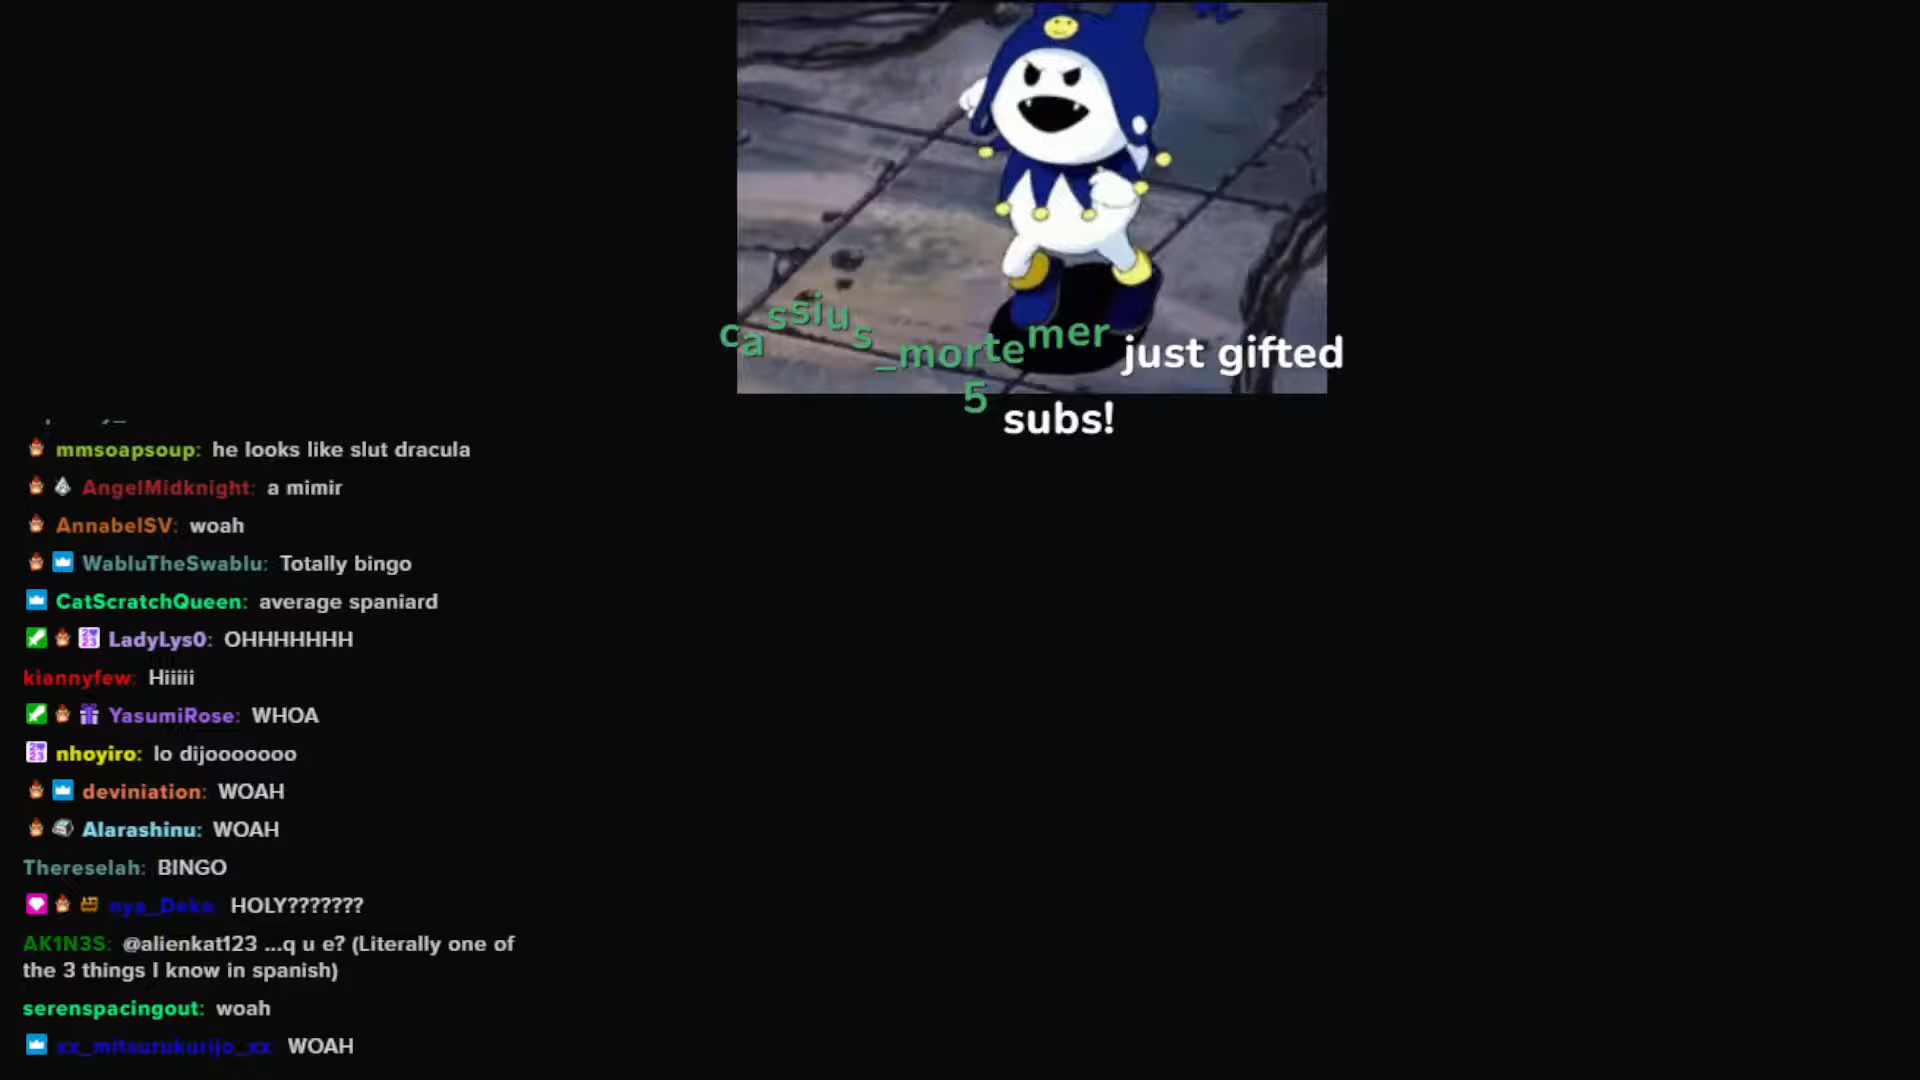 cassius_mortemer just gifted
5 subs!
mmsoapsoup: he looks like slut dracula
AngelMidknight: a mimir
AnnabelSV: woah
WabluTheSwablu: Totally bingo
CatScratchQueen: average spaniard
LadyLys0: OHHHHHHH
kiannyfew: Hiiiii
YasumiRose: WHOA
nhoyiro: lo dijooooooo
deviniation: WOAH
Alarashinu: WOAH
Thereselah: BINGO
nya_Deko: HOLY???????
AK1N3S: @alienkat123 ...q u e? (Literally one of
the 3 things I know in spanish)
serenspacingout: woah
xx_mitsurukurijo_xx: WOAH